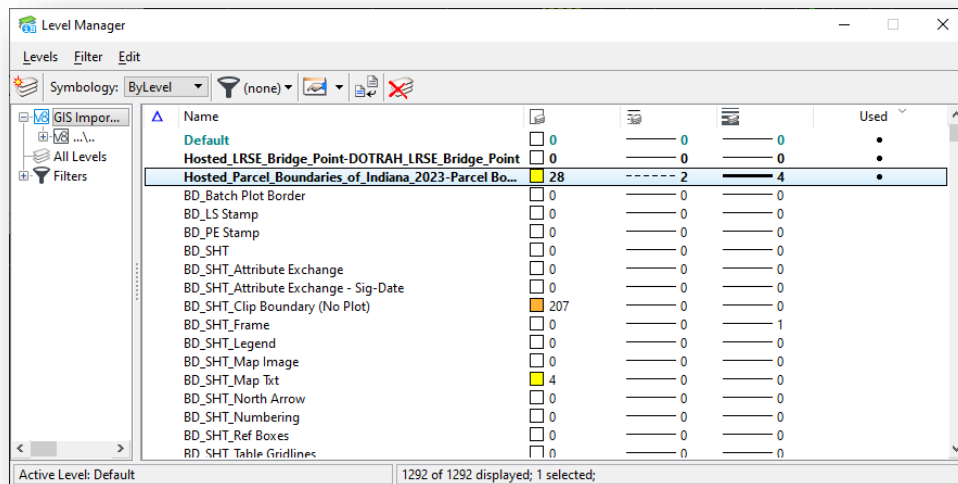 Level Manager
Levels Filter Edit
Symbology: ByLevel (none)
GIS Impor... Name Used
...\..
All Levels
Filters
Default 0 0 0
Hosted_LRSE_Bridge_Point-DOTRAH_LRSE_Bridge_Point 0 0 0
Hosted_Parcel_Boundaries_of_Indiana_2023-Parcel Bo... 28 2 4
BD_Batch Plot Border 0 0 0
BD_LS Stamp 0 0 0
BD_PE Stamp 0 0 0
BD_SHT 0 0 0
BD_SHT_Attribute Exchange 0 0 0
BD_SHT_Attribute Exchange - Sig-Date 0 0 0
BD_SHT_Clip Boundary (No Plot) 207 0 0
BD_SHT_Frame 0 0 1
BD_SHT_Legend 0 0 0
BD_SHT_Map Image 0 0 0
BD_SHT_Map Txt 4 0 0
BD_SHT_North Arrow 0 0 0
BD_SHT_Numbering 0 0 0
BD_SHT_Ref Boxes 0 0 0
BD_SHT_Table Gridlines 0 0 0
Active Level: Default 1292 of 1292 displayed; 1 selected;